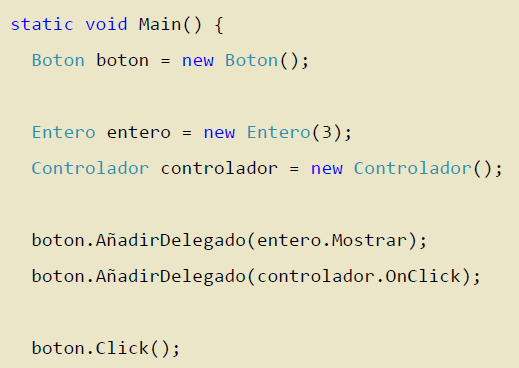 static void Main() {
Boton boton = new Boton();
Entero entero = new Entero(3);
Controlador controlador = new Controlador();
boton.AñadirDelegado(entero.Mostrar);
boton.AñadirDelegado(controlador.OnClick);
boton.Click();